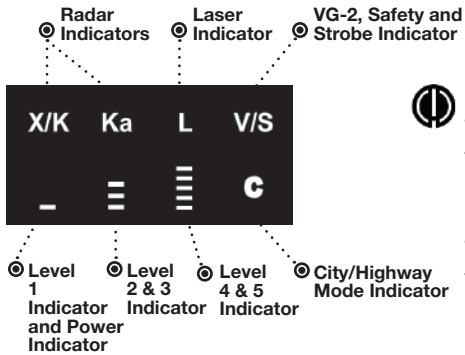 Radar
Indicators
Laser
Indicator
VG-2, Safety and
Strobe Indicator
X/K Ka L V/S
C
Level
1
Indicator
and Power
Indicator
Level
2 & 3
Indicator
Level
4 & 5
Indicator
City/Highway
Mode Indicator